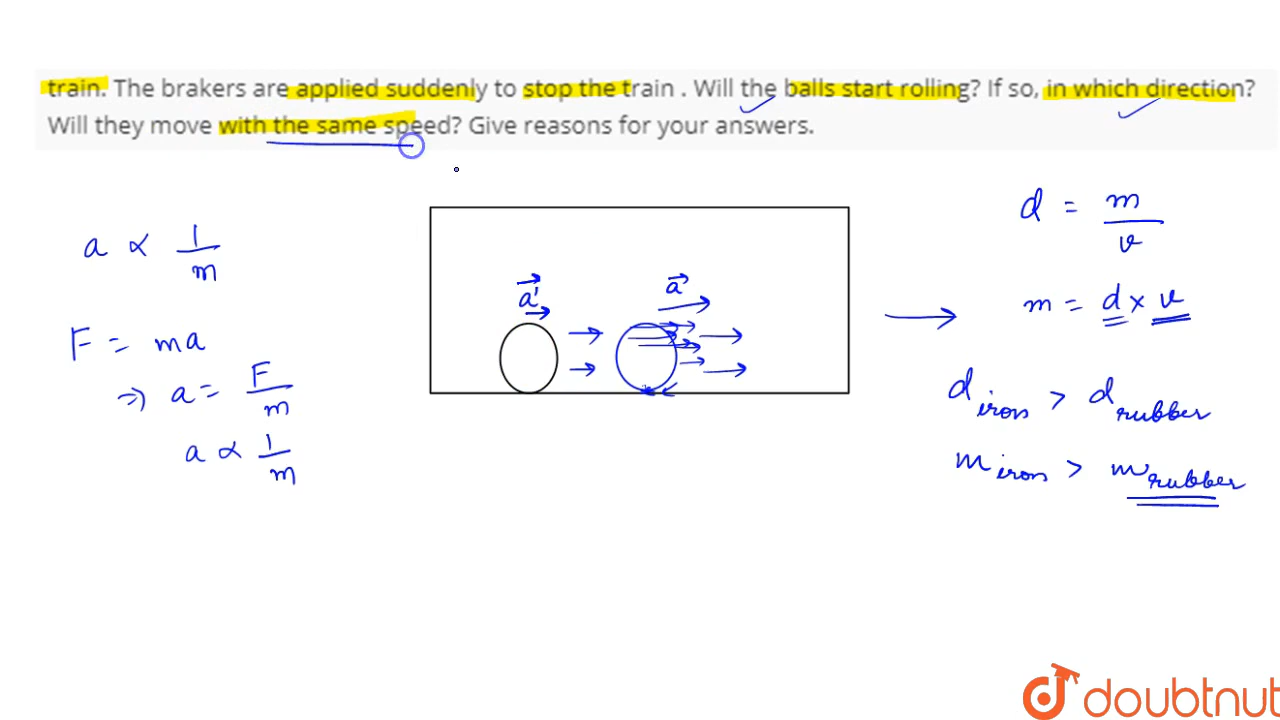 train. The brakers are applied suddenly to stop the train . Will the balls start rolling? If so, in which direction?
Will they move with the same speed? Give reasons for your answers.
a ∝ 1/m
F = ma
⇒ a = F/m
a ∝ 1/m
a'
a'
d = m/v
m = d × v
d iron > d rubber
m iron > m rubber
doubtnut